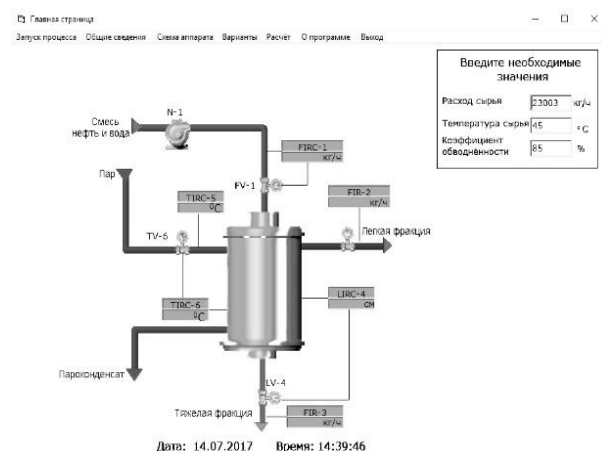 Главная страница
Запуск процесса Общие сведения Схема аппарата Варианты Расчёт О программе Выход
Введите необходимые
значения
Расход сырья 23003 кг/ч
Температура сырья 45 °С
Коэффициент
обводнённости 85 %
N-1
Смесь
нефть и вода
FIRC-1
кг/ч
FV-1
Пар
TIRC-5
°С
FIR-2
кг/ч
TV-6
Легкая фракция
TIRC-6
°С
LIRC-4
см
Пароконденсат
LV-4
Тяжелая фракция
FIR-3
кг/ч
Дата: 14.07.2017 Время: 14:39:46